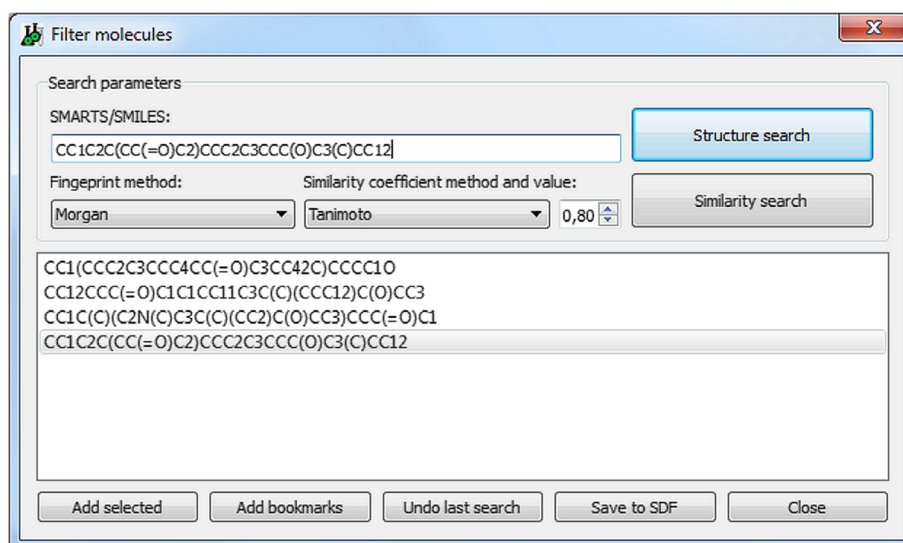 Filter molecules
Search parameters
SMARTS/SMILES:
CC1C2C(CC(=O)C2)CCC2C3CCC(O)C3(C)CC12
Structure search
Fingeprint method:
Similarity coefficient method and value:
Morgan
Tanimoto
0,80
Similarity search
CC1(CCC2C3CCC4CC(=O)C3CC42C)CCCC1O
CC12CCC(=O)C1C1CC11C3C(C)(CCC12)C(O)CC3
CC1C(C)(C2N(C)C3C(C)(CC2)C(O)CC3)CCC(=O)C1
CC1C2C(CC(=O)C2)CCC2C3CCC(O)C3(C)CC12
Add selected
Add bookmarks
Undo last search
Save to SDF
Close